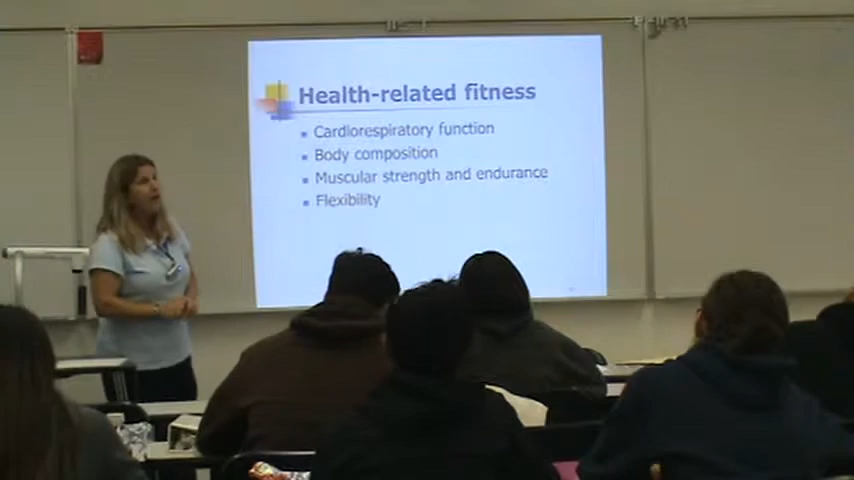 Health-related fitness
Cardiorespiratory function
Body composition
Muscular strength and endurance
Flexibility